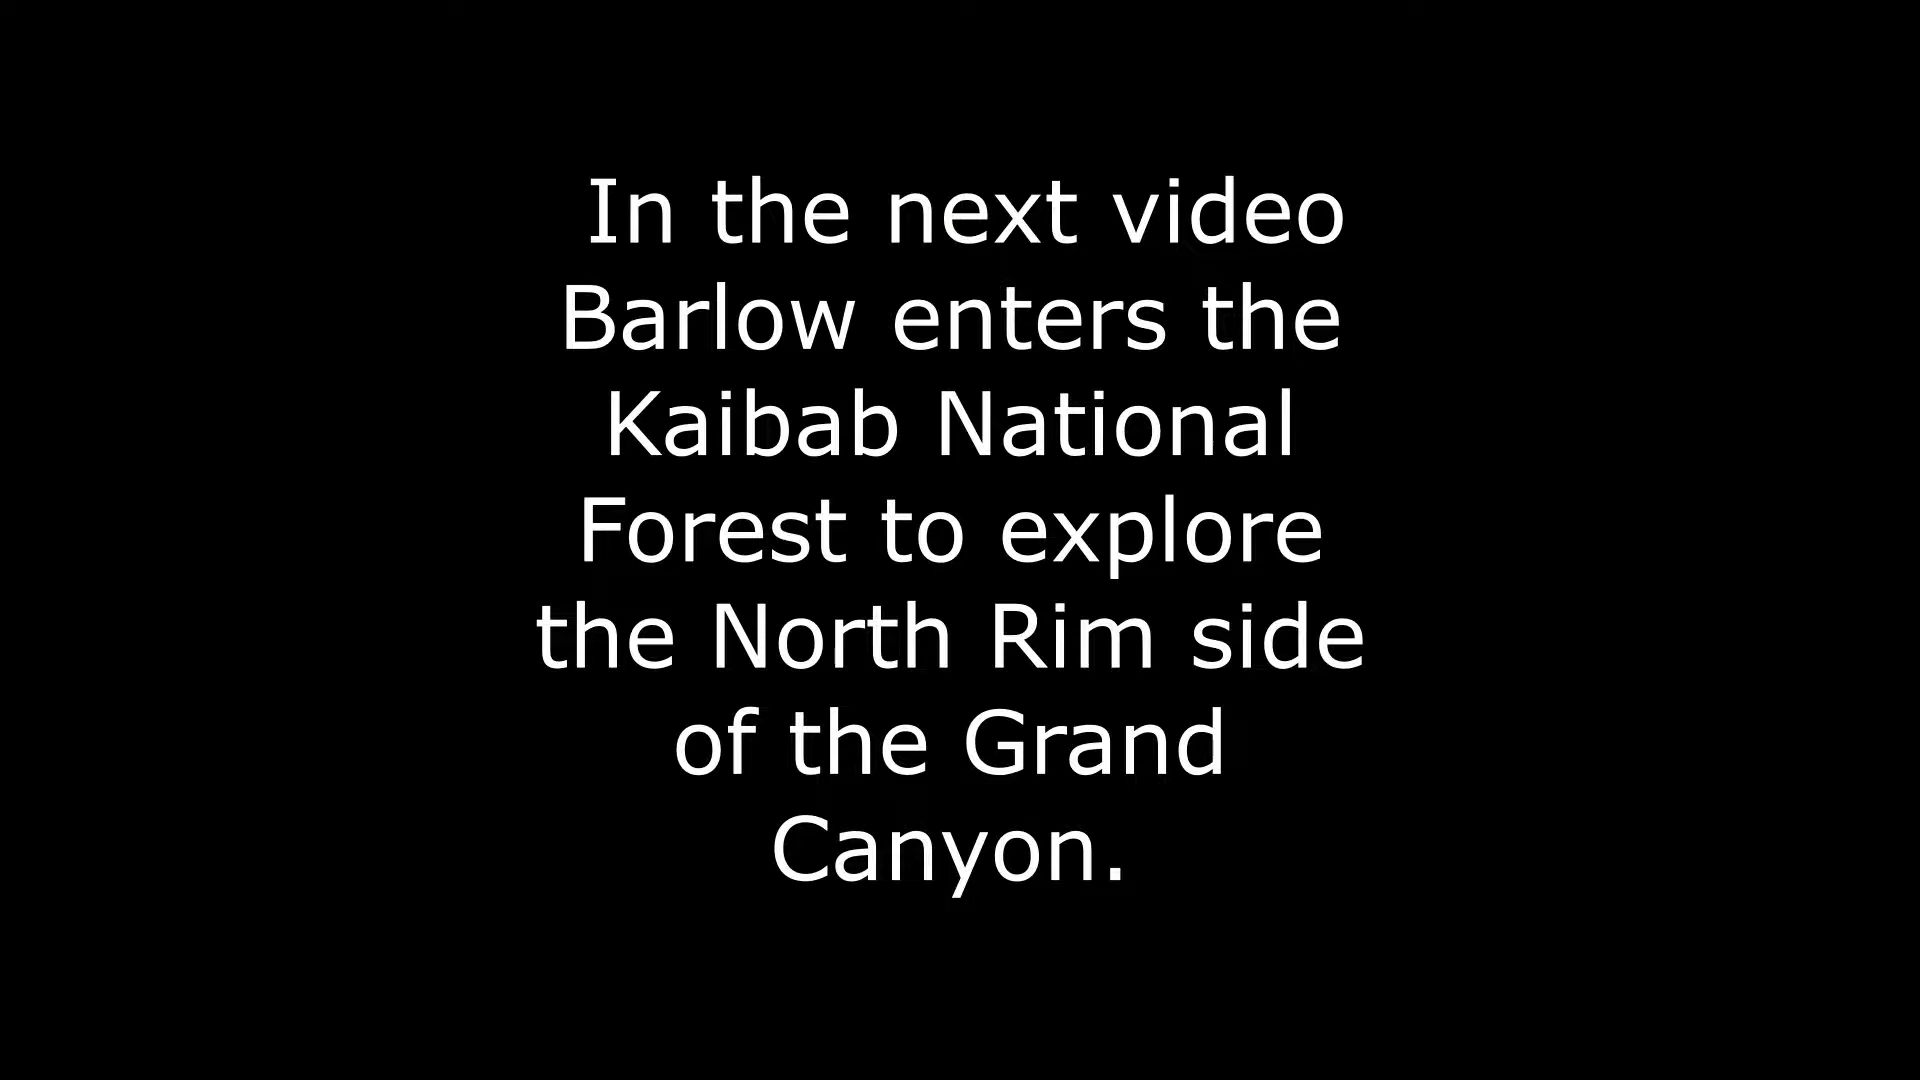 In the next video
Barlow enters the
Kaibab National
Forest to explore
the North Rim side
of the Grand
Canyon.